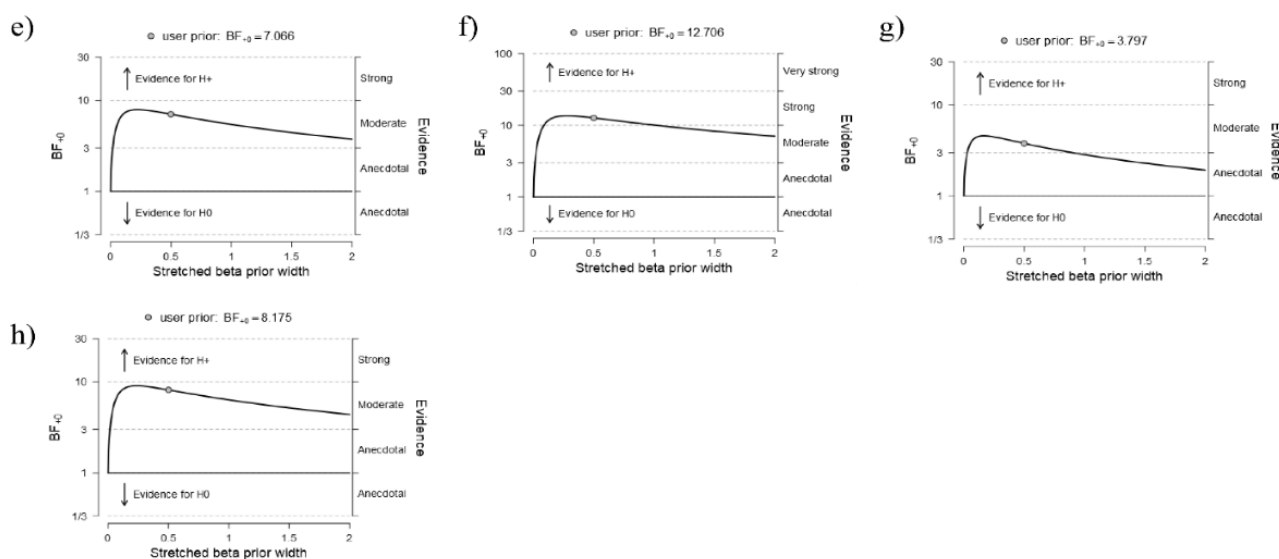 e)
user prior: BF₊₀ = 7.066
30
10
3
1
1/3
BF₊₀
Evidence for H+
Evidence for H0
Strong
Moderate
Anecdotal
Anecdotal
Evidence
0
0.5
1
1.5
2
Stretched beta prior width
f)
user prior: BF₊₀ = 12.706
100
30
10
3
1
1/3
BF₊₀
Evidence for H+
Evidence for H0
Very strong
Strong
Moderate
Anecdotal
Anecdotal
Evidence
0
0.5
1
1.5
2
Stretched beta prior width
g)
user prior: BF₊₀ = 3.797
30
10
3
1
1/3
BF₊₀
Evidence for H+
Evidence for H0
Strong
Moderate
Anecdotal
Anecdotal
Evidence
0
0.5
1
1.5
2
Stretched beta prior width
h)
user prior: BF₊₀ = 8.175
30
10
3
1
1/3
BF₊₀
Evidence for H+
Evidence for H0
Strong
Moderate
Anecdotal
Anecdotal
Evidence
0
0.5
1
1.5
2
Stretched beta prior width